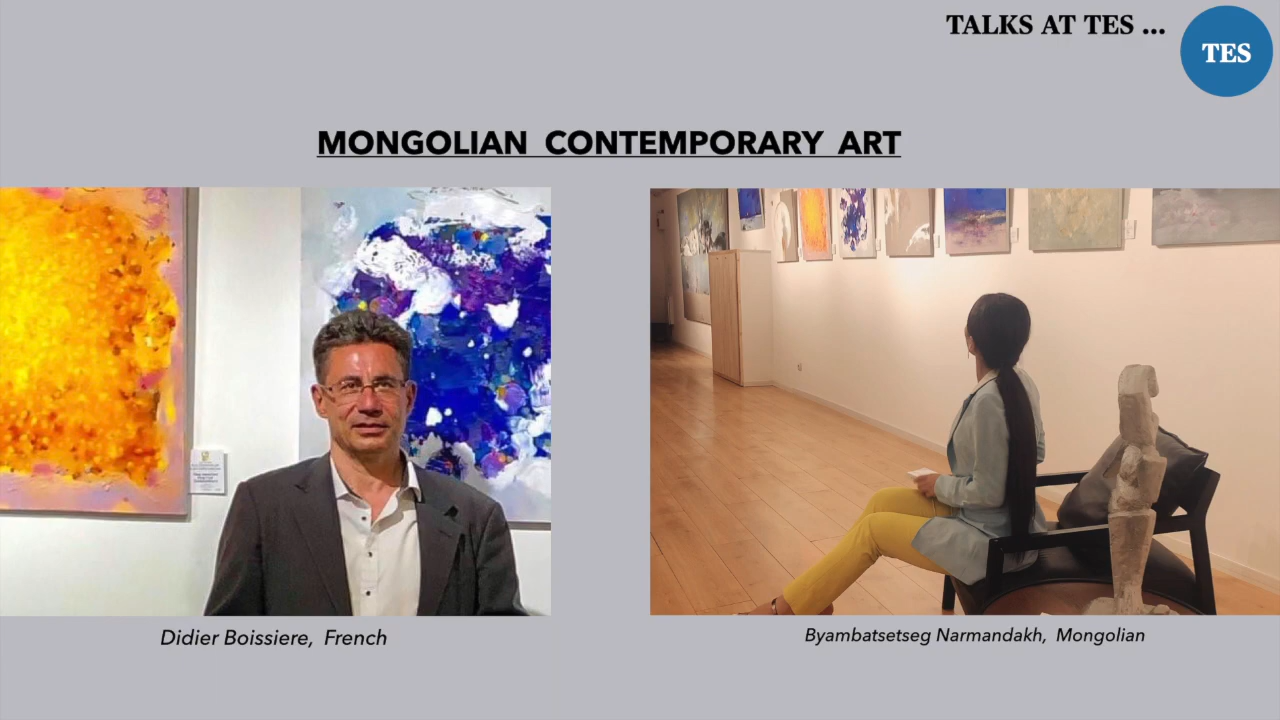 TALKS AT TES ...
TES
MONGOLIAN CONTEMPORARY ART
Didier Boissiere, French
Byambatsetseg Narmandakh, Mongolian